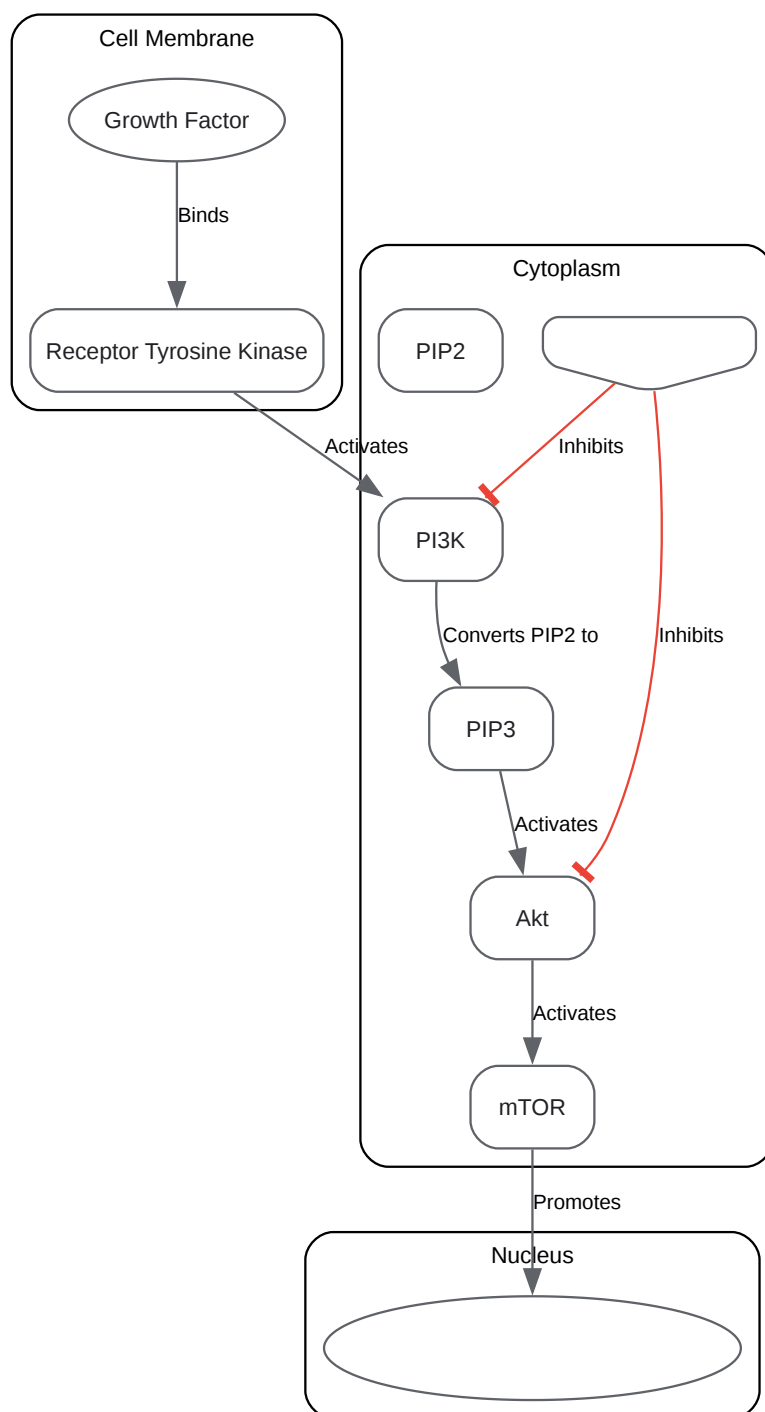 Cell Membrane
Growth Factor
Binds
Receptor Tyrosine Kinase
Activates
Cytoplasm
PIP2
Inhibits
PI3K
Converts PIP2 to
Inhibits
PIP3
Activates
Akt
Activates
mTOR
Promotes
Nucleus